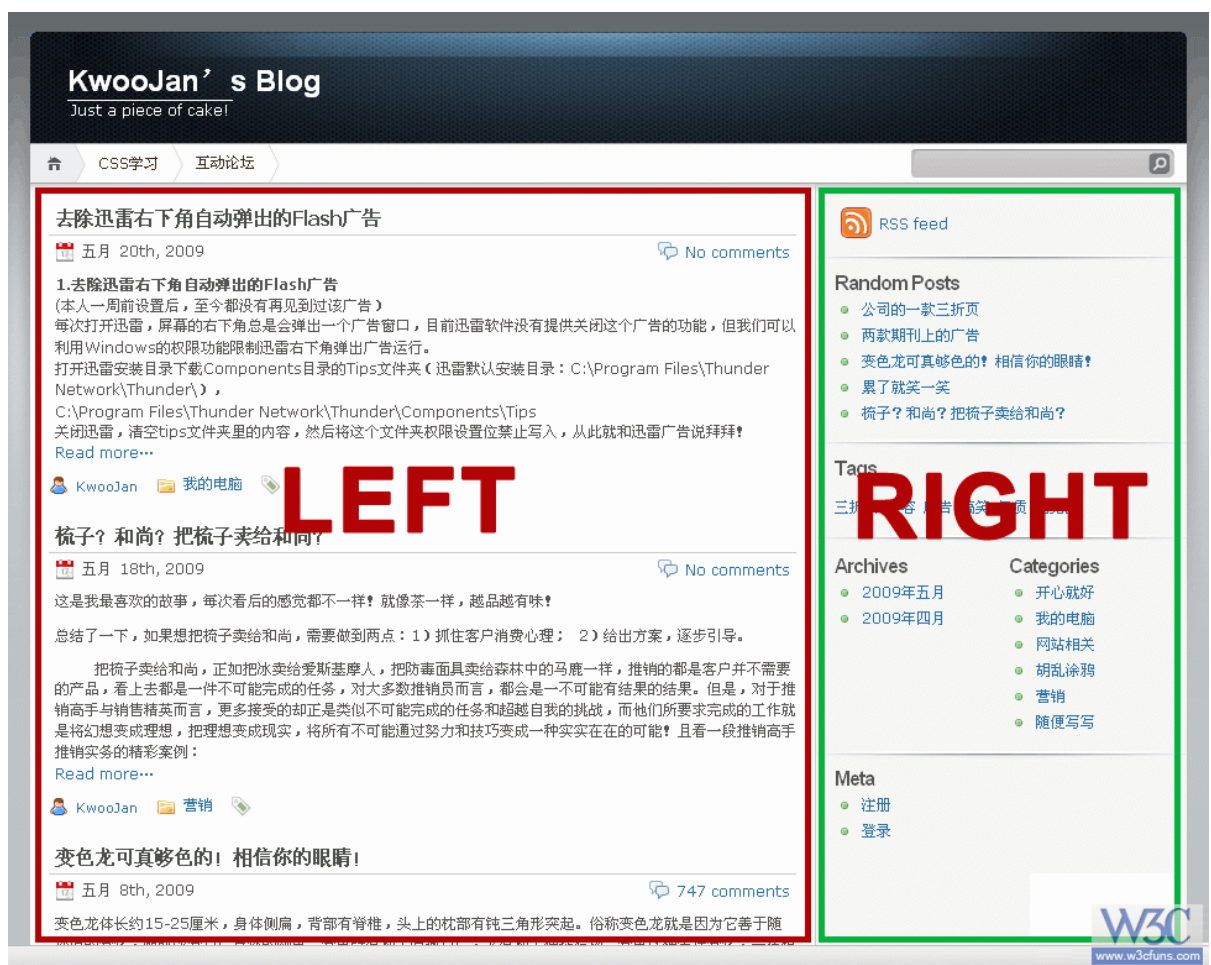 KwooJan’s Blog
Just a piece of cake!
CSS学习 互动论坛
去除迅雷右下角自动弹出的Flash广告
五月 20th, 2009 No comments
1.去除迅雷右下角自动弹出的Flash广告
(本人一周前设置后，至今都没有再见到过该广告)
每次打开迅雷，屏幕的右下角总是会弹出一个广告窗口，目前迅雷软件没有提供关闭这个广告的功能，但我们可以
利用Windows的权限功能限制迅雷右下角弹出广告运行。
打开迅雷安装目录下载Components目录的Tips文件夹(迅雷默认安装目录：C:\Program Files\Thunder
Network\Thunder\)，
C:\Program Files\Thunder Network\Thunder\Components\Tips
关闭迅雷，清空tips文件夹里的内容，然后将这个文件夹权限设置位禁止写入，从此就和迅雷广告说拜拜！
Read more…
KwooJan 我的电脑
LEFT
梳子？和尚？把梳子卖给和尚？
五月 18th, 2009 No comments
这是我最喜欢的故事，每次看后的感觉都不一样！就像茶一样，越品越有味！
总结了一下，如果想把梳子卖给和尚，需要做到两点：1)抓住客户消费心理； 2)给出方案，逐步引导。
把梳子卖给和尚，正如把冰卖给爱斯基摩人，把防毒面具卖给森林中的马鹿一样，推销的都是客户并不需要
的产品，看上去都是一件不可能完成的任务，对大多数推销员而言，都会是一不可能有结果的结果。但是，对于推
销高手与销售精英而言，更多接受的却正是类似不可能完成的任务和超越自我的挑战，而他们所要求完成的工作就
是将幻想变成理想，把理想变成现实，将所有不可能通过努力和技巧变成一种实实在在的可能！且看一段推销高手
推销实务的精彩案例：
Read more…
KwooJan 营销
变色龙可真够色的！相信你的眼睛！
五月 8th, 2009 747 comments
变色龙体长约15-25厘米，身体侧扁，背部有脊椎，头上的枕部有钝三角形突起。俗称变色龙就是因为它善于随
RSS feed
Random Posts
公司的一款三折页
两款期刊上的广告
变色龙可真够色的！相信你的眼睛！
累了就笑一笑
梳子？和尚？把梳子卖给和尚？
Tags
RIGHT
Archives
2009年五月
2009年四月
Categories
开心就好
我的电脑
网站相关
胡乱涂鸦
营销
随便写写
Meta
注册
登录
W3C
www.w3cfuns.com